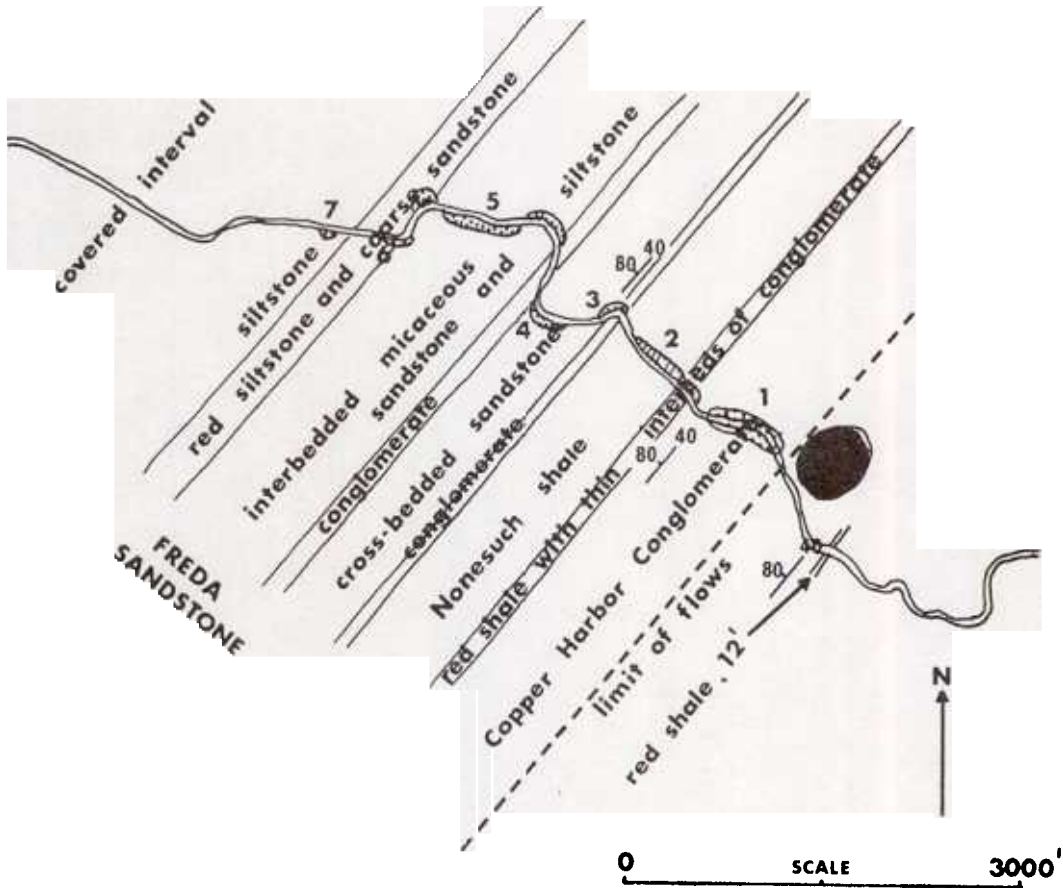 covered interval
siltstone
red siltstone and coarse sandstone
interbedded micaceous sandstone and siltstone
conglomerate
cross-bedded sandstone
conglomerate
Nonesuch shale
red shale with thin interbeds of conglomerate
Copper Harbor Conglomerate
limit of flows
red shale, 12'
FREDA
SANDSTONE
7
5
4
3
2
1
80 40
80 40
80
N
0 SCALE 3000'